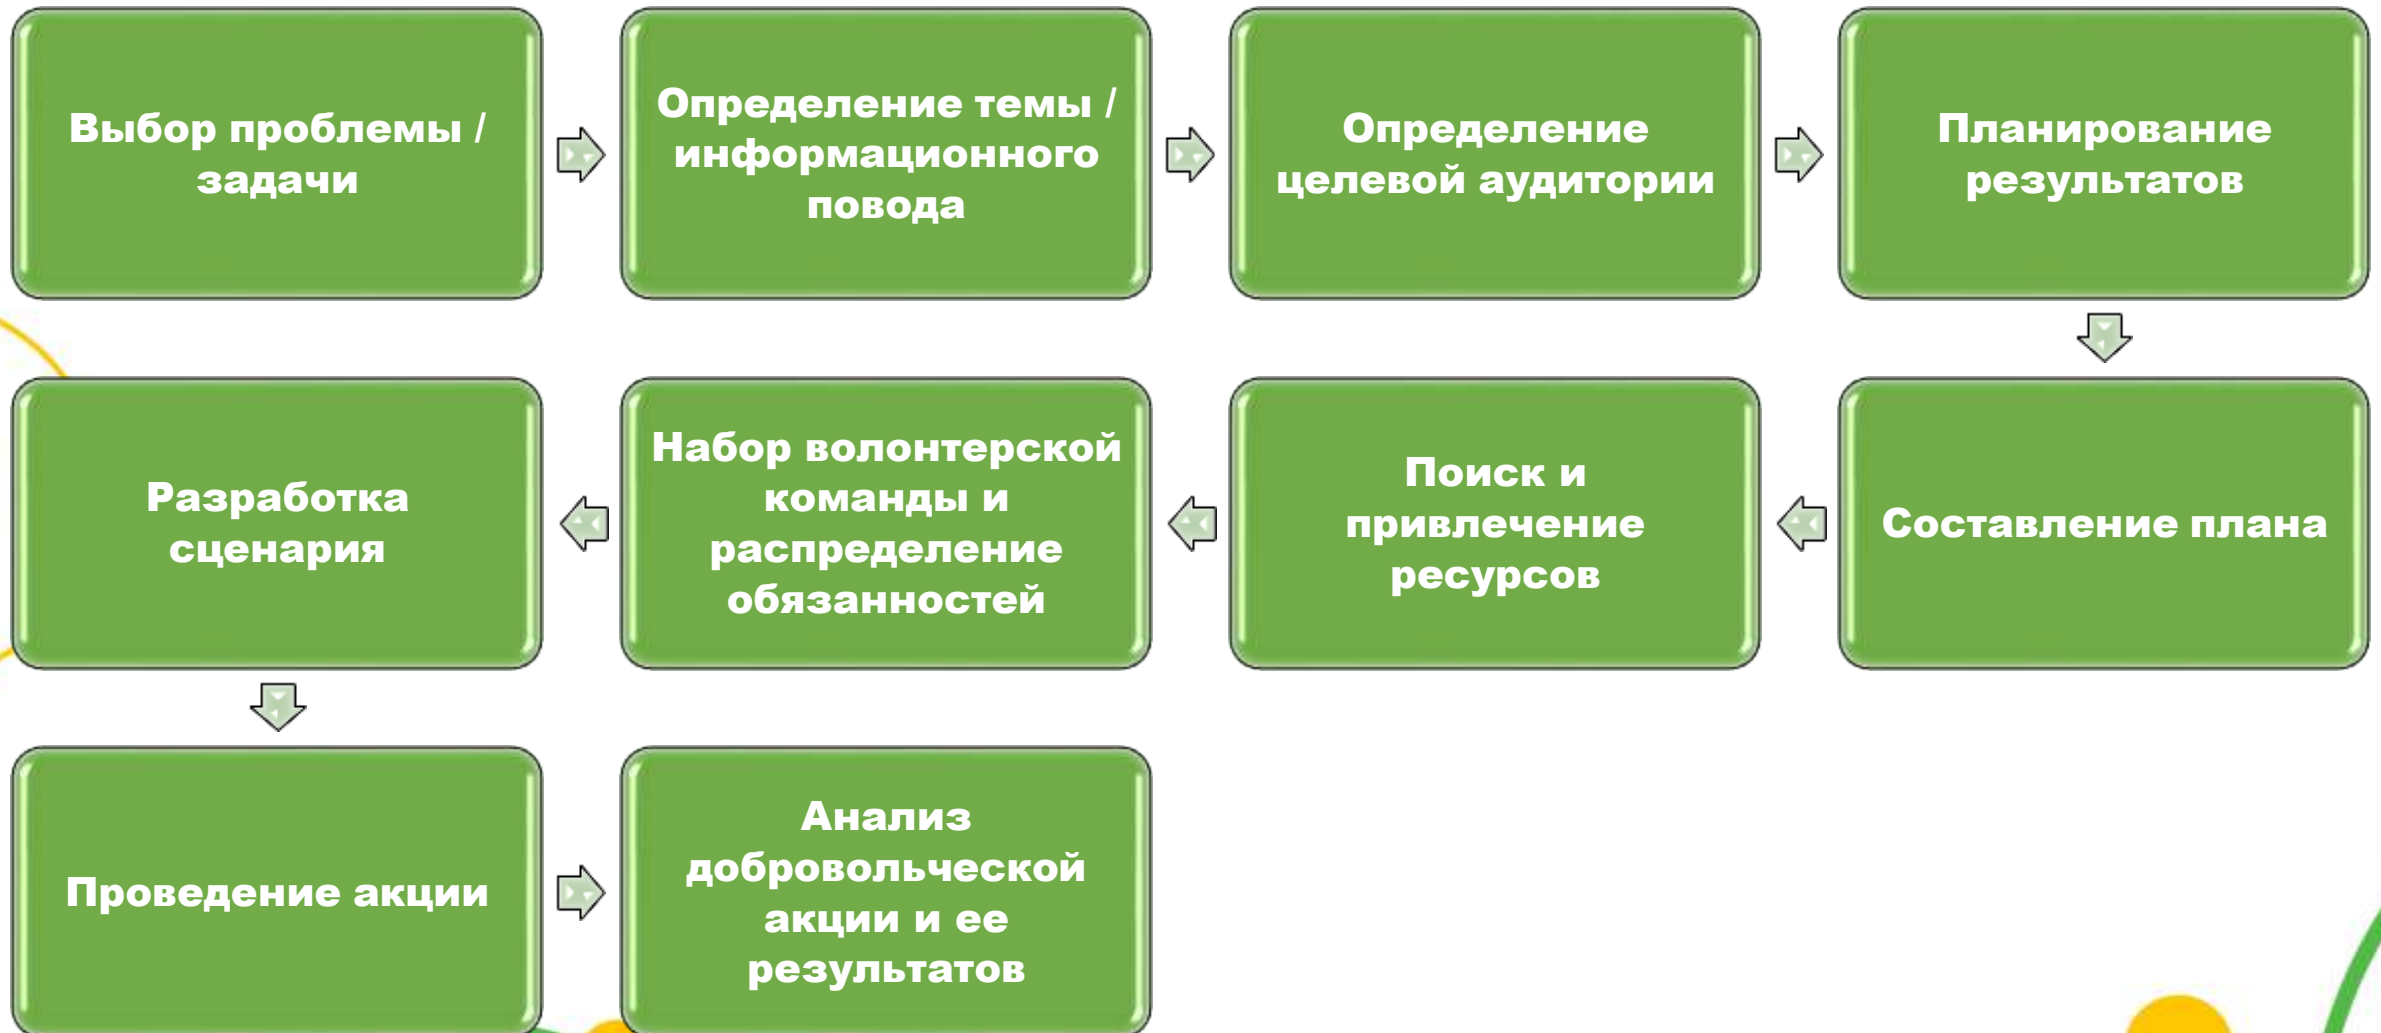 Выбор проблемы /
задачи
Определение темы /
информационного
повода
Определение
целевой аудитории
Планирование
результатов
Составление плана
Поиск и
привлечение
ресурсов
Набор волонтерской
команды и
распределение
обязанностей
Разработка
сценария
Проведение акции
Анализ
добровольческой
акции и ее
результатов